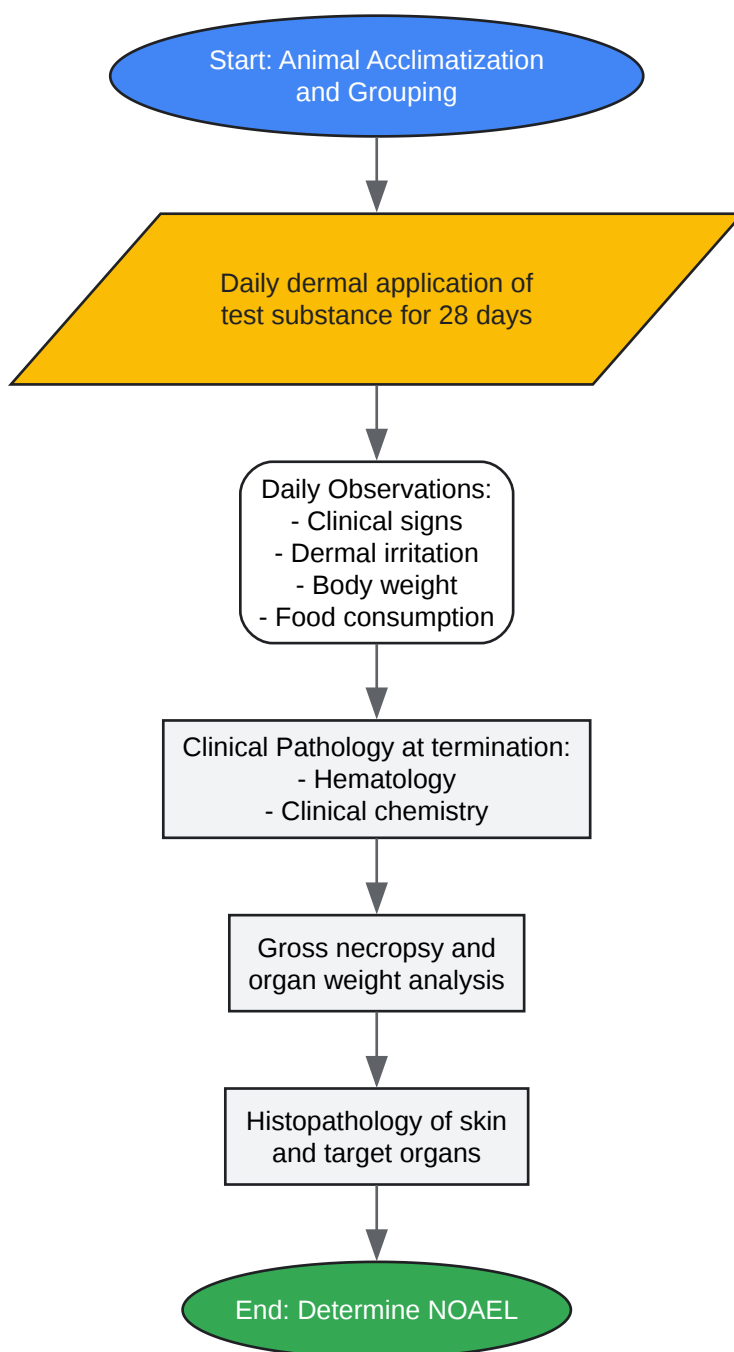 Start: Animal Acclimatization
and Grouping
Daily dermal application of
test substance for 28 days
Daily Observations:
- Clinical signs
- Dermal irritation
- Body weight
- Food consumption
Clinical Pathology at termination:
- Hematology
- Clinical chemistry
Gross necropsy and
organ weight analysis
Histopathology of skin
and target organs
End: Determine NOAEL